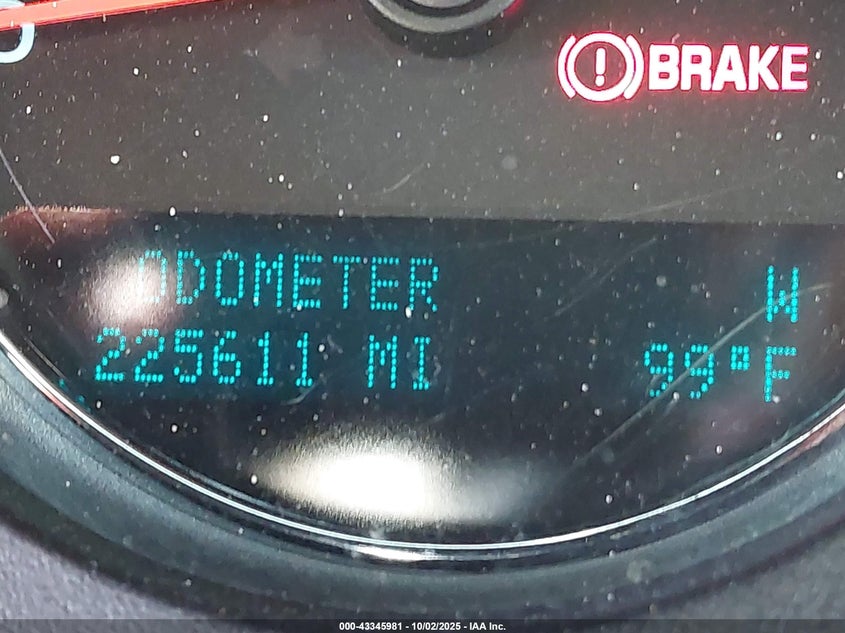 BRAKE
ODOMETER W
225611 MI 99°F
000-43345981 - 10/02/2025 - IAA Inc.